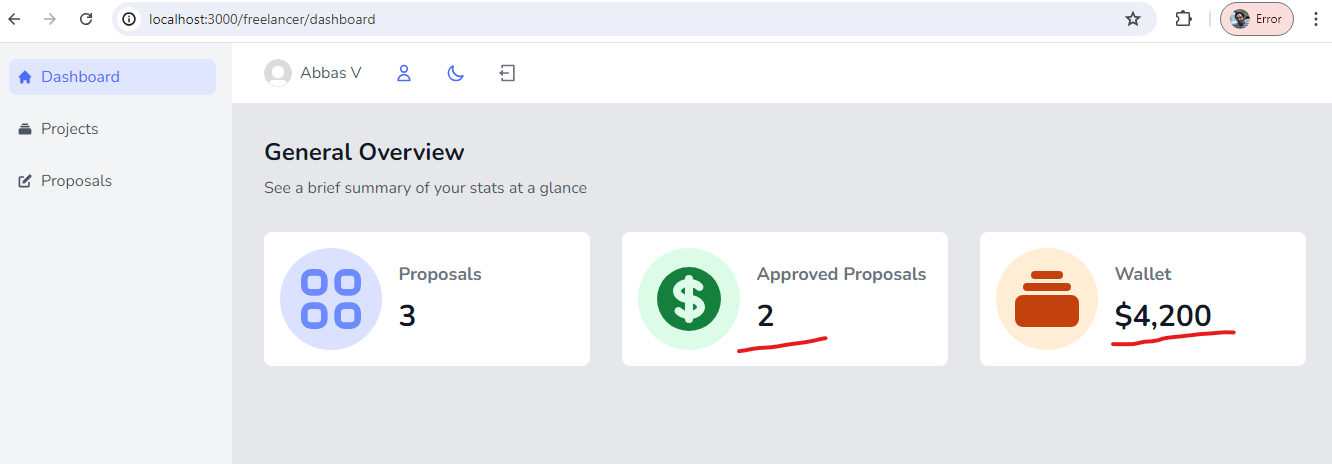 localhost:3000/freelancer/dashboard
Error
Dashboard
Projects
Proposals
Abbas V
General Overview
See a brief summary of your stats at a glance
Proposals
3
Approved Proposals
2
Wallet
$4,200